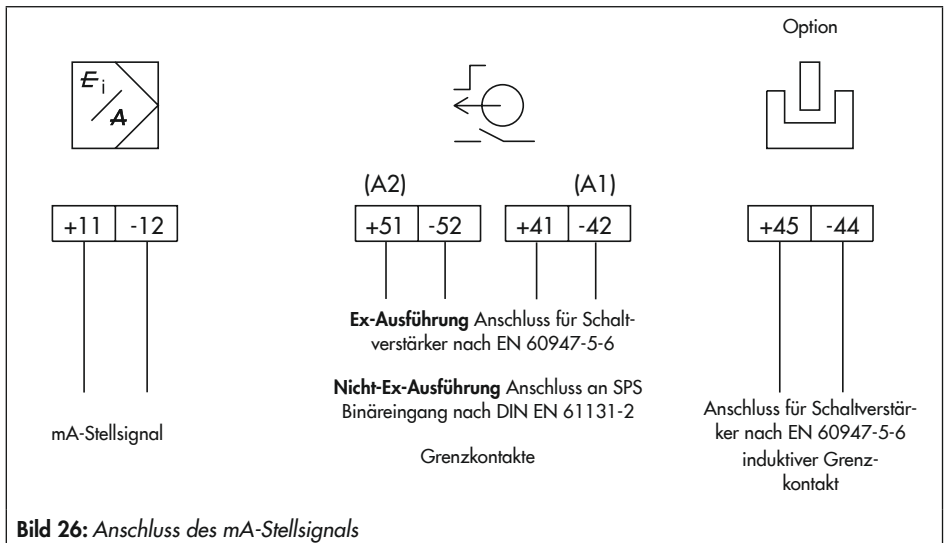 Option
E i
A
(A2)
(A1)
+11 -12
+51 -52
+41 -42
+45 -44
mA-Stellsignal
Ex-Ausführung Anschluss für Schalt-
verstärker nach EN 60947-5-6
Nicht-Ex-Ausführung Anschluss an SPS
Binäreingang nach DIN EN 61131-2
Grenzkontakte
Anschluss für Schaltverstär-
ker nach EN 60947-5-6
induktiver Grenz-
kontakt
Bild 26: Anschluss des mA-Stellsignals